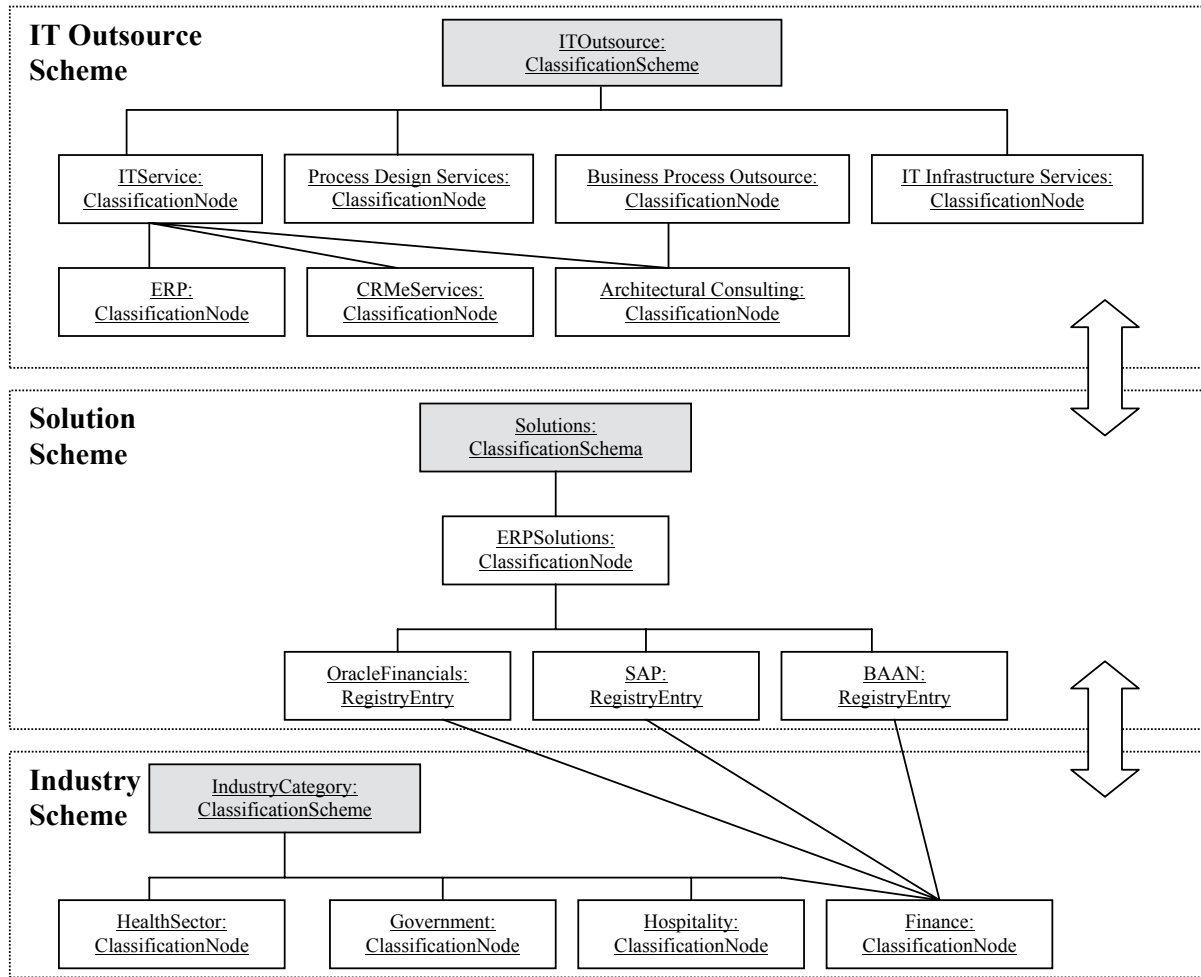 IT Outsource
Scheme
ITOutsource:
ClassificationScheme
ITService:
ClassificationNode
Process Design Services:
ClassificationNode
Business Process Outsource:
ClassificationNode
IT Infrastructure Services:
ClassificationNode
ERP:
ClassificationNode
CRMeServices:
ClassificationNode
Architectural Consulting:
ClassificationNode
Solution
Scheme
Solutions:
ClassificationSchema
ERPSolutions:
ClassificationNode
OracleFinancials:
RegistryEntry
SAP:
RegistryEntry
BAAN:
RegistryEntry
Industry
Scheme
IndustryCategory:
ClassificationScheme
HealthSector:
ClassificationNode
Government:
ClassificationNode
Hospitality:
ClassificationNode
Finance:
ClassificationNode